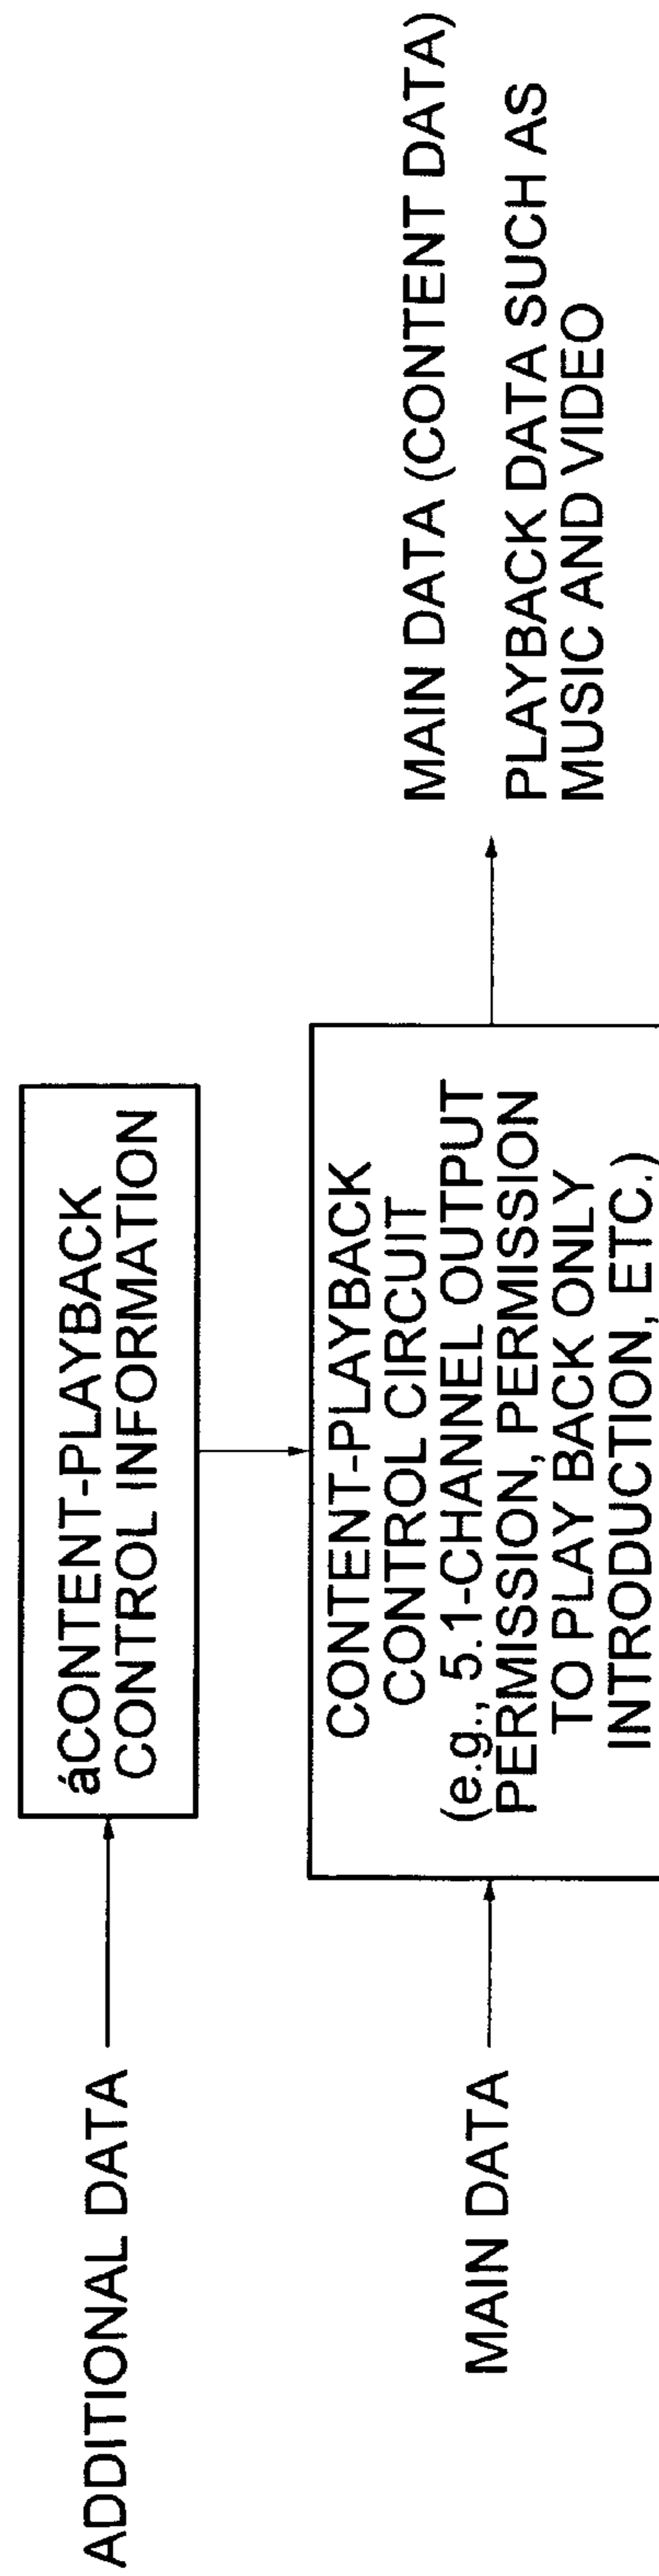 ADDITIONAL DATA
áCONTENT-PLAYBACK
CONTROL INFORMATION
MAIN DATA
CONTENT-PLAYBACK
CONTROL CIRCUIT
(e.g., 5.1-CHANNEL OUTPUT
PERMISSION, PERMISSION
TO PLAY BACK ONLY
INTRODUCTION, ETC.)
MAIN DATA (CONTENT DATA)
PLAYBACK DATA SUCH AS
MUSIC AND VIDEO